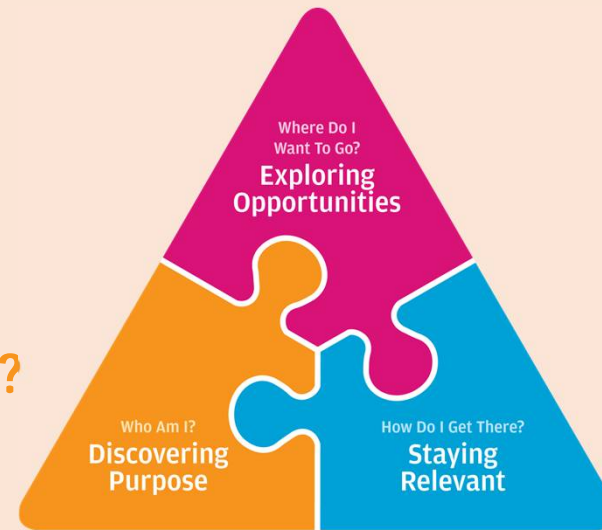 Where Do I
Want To Go?
Exploring
Opportunities
?
Who Am I?
Discovering
Purpose
How Do I Get There?
Staying
Relevant